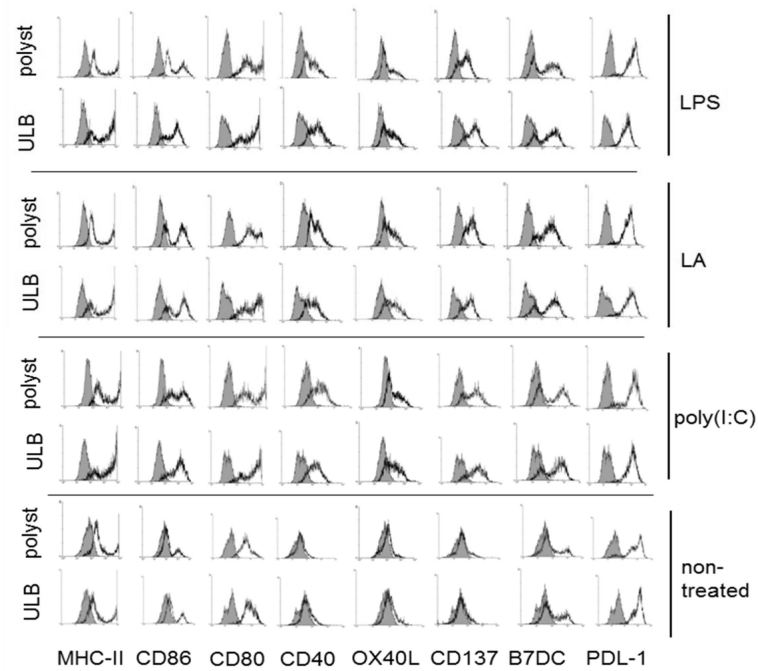 polyst
ULB
LPS
polyst
ULB
LA
polyst
ULB
poly(I:C)
polyst
ULB
non-
treated
MHC-II CD86 CD80 CD40 OX40L CD137 B7DC PDL-1